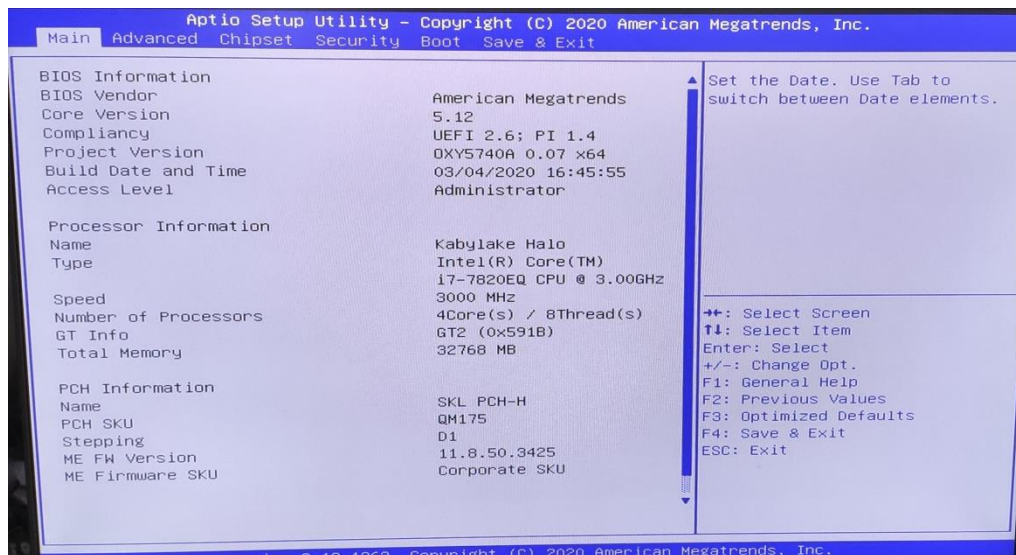 Aptio Setup Utility – Copyright (C) 2020 American Megatrends, Inc.
Main Advanced Chipset Security Boot Save & Exit
BIOS Information
BIOS Vendor American Megatrends
Core Version 5.12
Compliancy UEFI 2.6; PI 1.4
Project Version OXY5740A 0.07 x64
Build Date and Time 03/04/2020 16:45:55
Access Level Administrator
Processor Information
Name Kabylake Halo
Type Intel(R) Core(TM)
i7-7820EQ CPU @ 3.00GHz
Speed 3000 MHz
Number of Processors 4Core(s) / 8Thread(s)
GT Info GT2 (0x591B)
Total Memory 32768 MB
PCH Information
Name SKL PCH-H
PCH SKU QM175
Stepping D1
ME FW Version 11.8.50.3425
ME Firmware SKU Corporate SKU
Set the Date. Use Tab to
switch between Date elements.
→←: Select Screen
↑↓: Select Item
Enter: Select
+/-: Change Opt.
F1: General Help
F2: Previous Values
F3: Optimized Defaults
F4: Save & Exit
ESC: Exit
Copyright (C) 2020 American Megatrends, Inc.